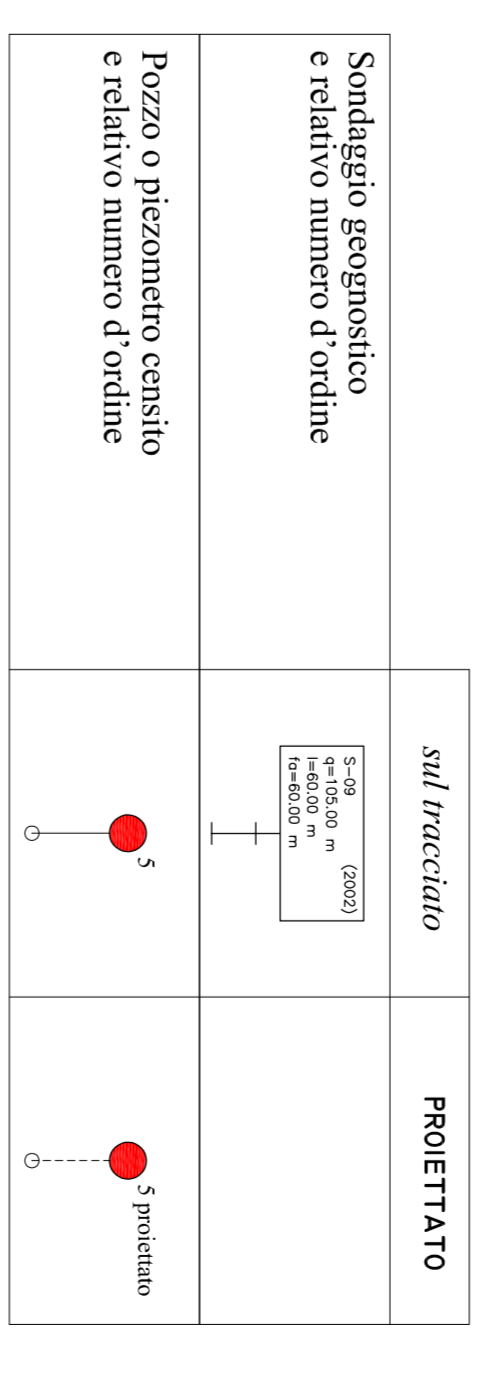 sul tracciato
PROIETTATO
Sondaggio geognostico
e relativo numero d'ordine
S-09 (2002)
q=105.00 m
l=60.00 m
fa=60.00 m
Pozzo o piezometro censito
e relativo numero d'ordine
5
5 proiettato